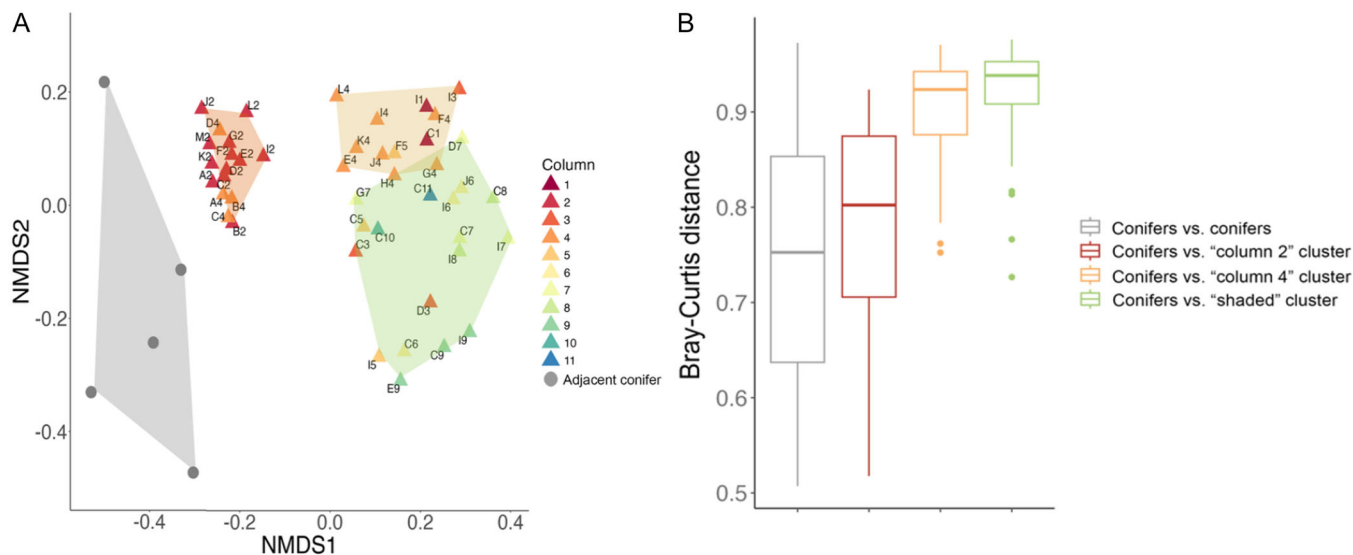 A
B
NMDS2
0.2
0.0
-0.2
-0.4
J2
L2
D4
M2
G2
F2
E2
I2
K2
D2
A2
C2
A4
B4
C4
B2
L4
I1
I3
I4
F4
C1
K4
F5
E4
J4
D7
G4
H4
C11
J6
C8
G7
I6
C5
C10
C7
I7
C3
I8
D3
I9
I5
C6
C9
E9
-0.4
-0.2
0.0
0.2
0.4
NMDS1
Column
1
2
3
4
5
6
7
8
9
10
11
Adjacent conifer
Bray-Curtis distance
0.9
0.8
0.7
0.6
0.5
Conifers vs. conifers
Conifers vs. “column 2” cluster
Conifers vs. “column 4” cluster
Conifers vs. “shaded” cluster